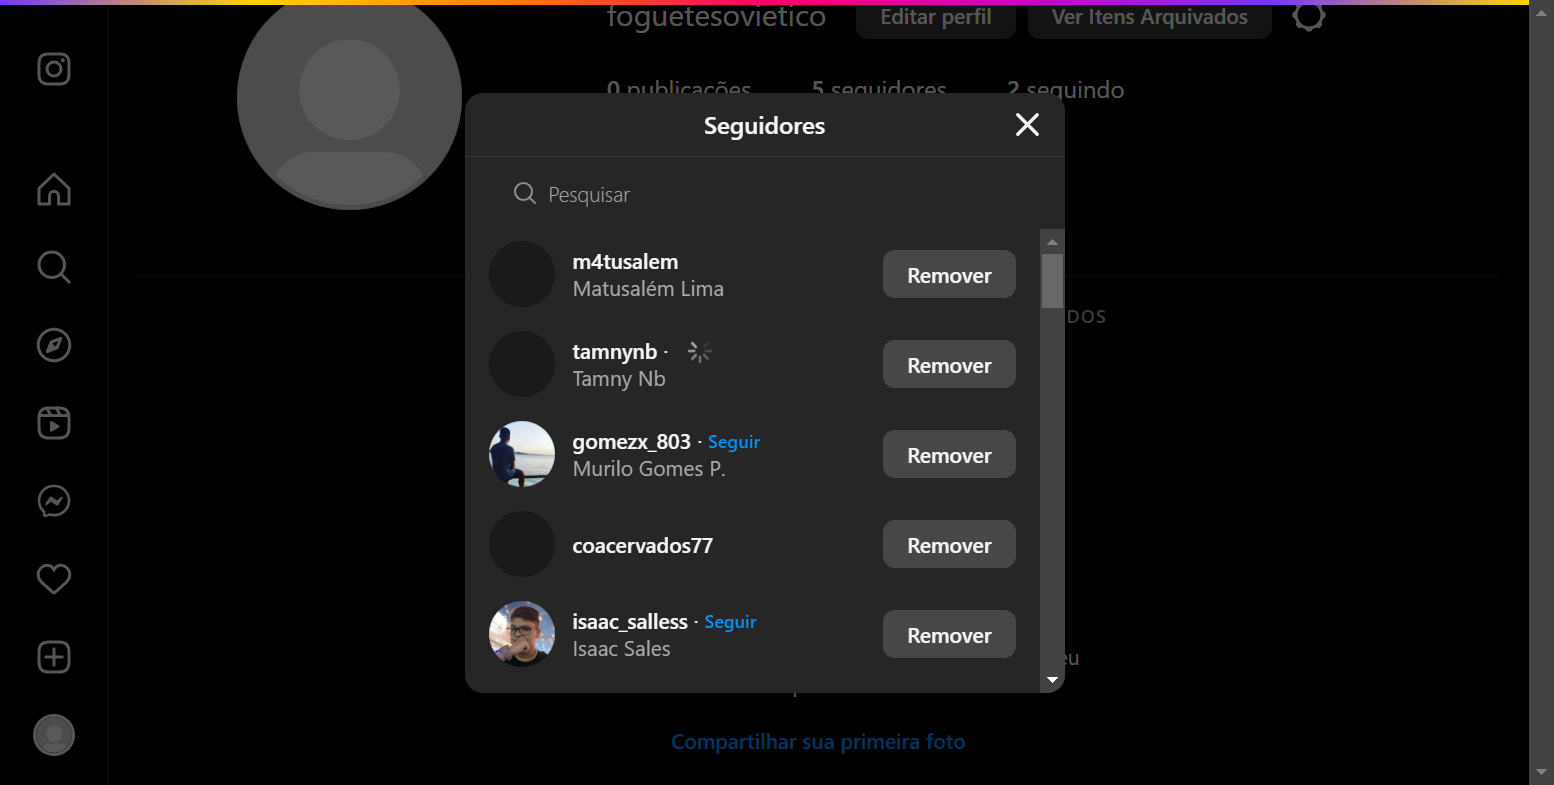 foguetesovietico Editar perfil Ver Itens Arquivados
0 publicações 5 seguidores 2 seguindo
Seguidores
Pesquisar
m4tusalem
Matusalém Lima
Remover
DOS
tamnynb ·
Tamny Nb
Remover
gomezx_803 · Seguir
Murilo Gomes P.
Remover
coacervados77
Remover
isaac_salless · Seguir
Isaac Sales
Remover
eu
Compartilhar sua primeira foto